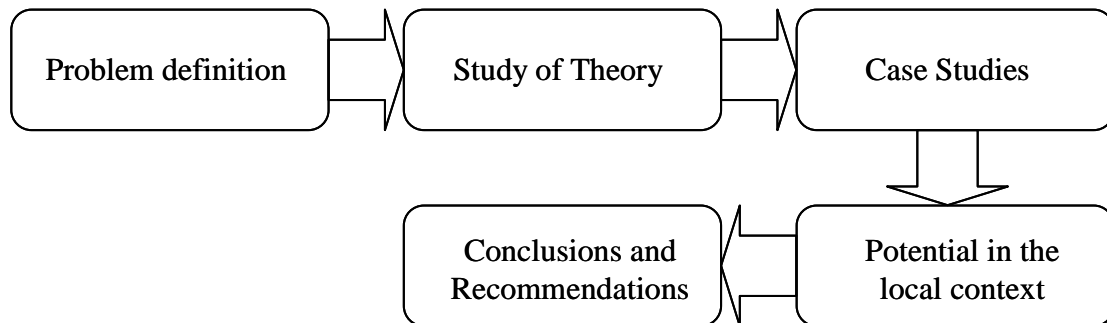 Problem definition
Study of Theory
Case Studies
Potential in the
local context
Conclusions and
Recommendations